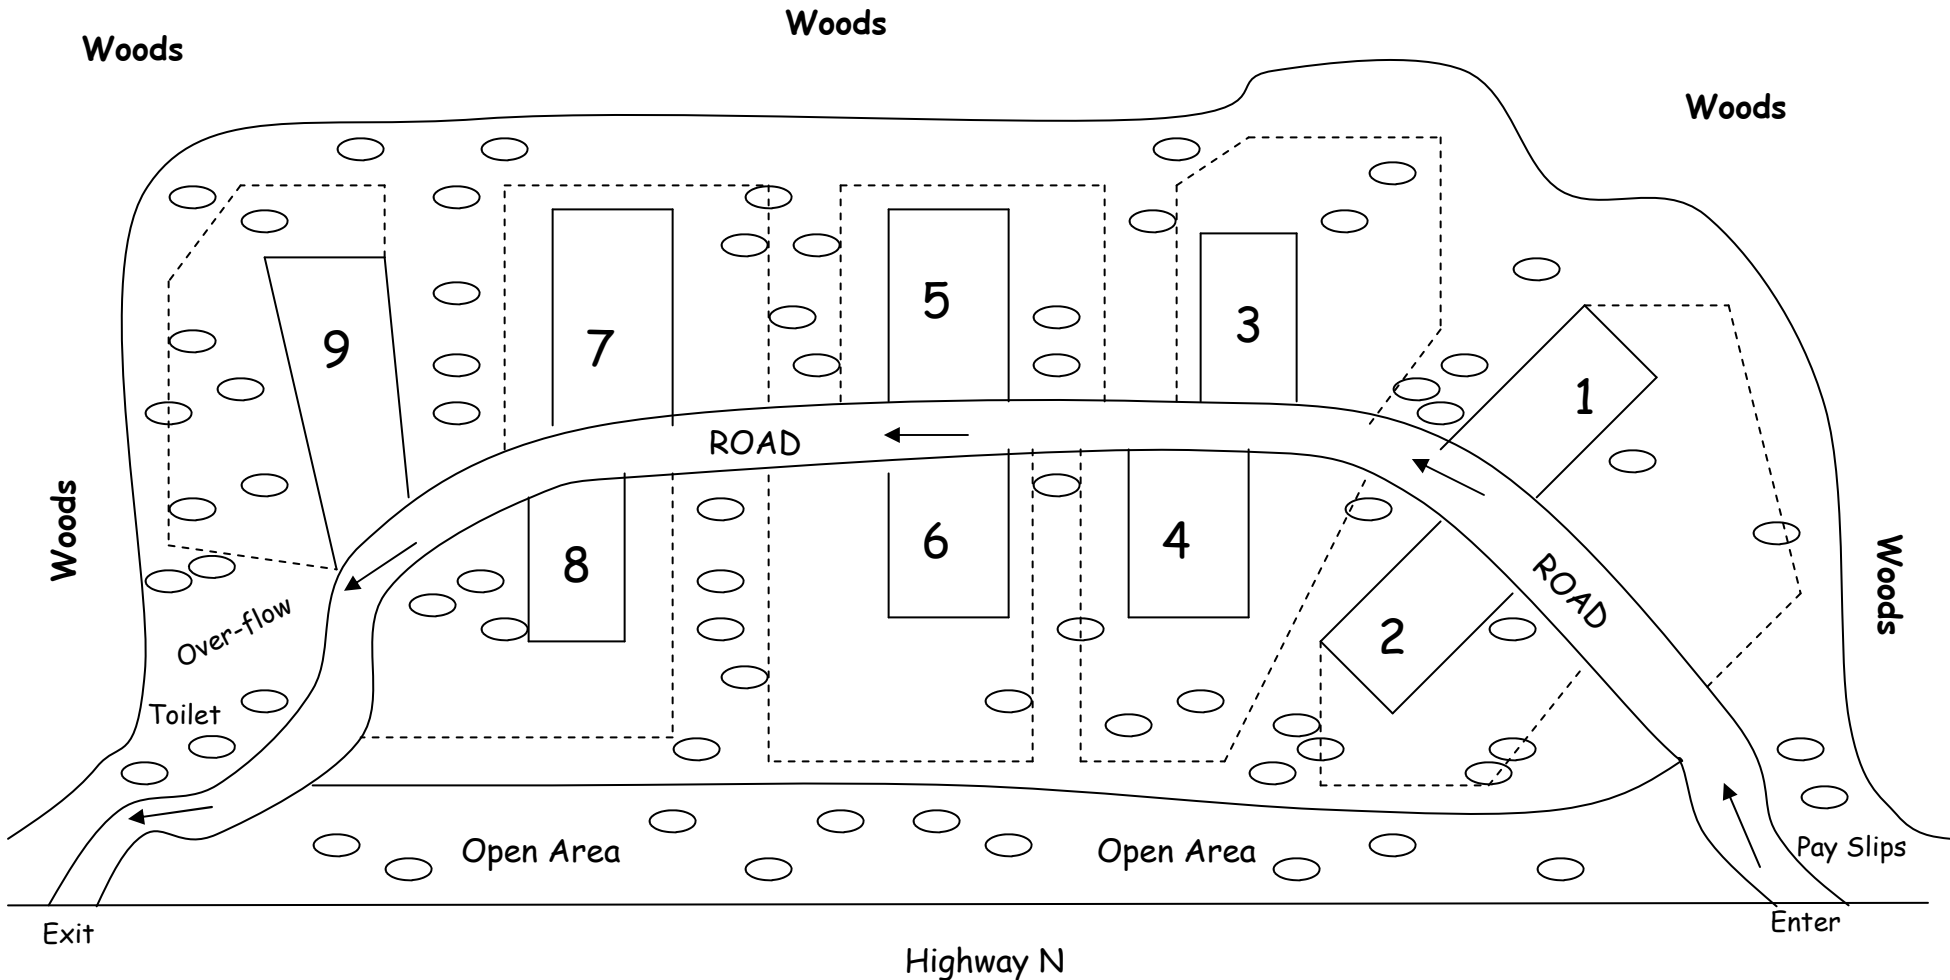 Woods
Woods
Woods
5
3
9
7
1
ROAD
Woods
6
4
8
Woods
ROAD
Over-flow
2
Toilet
Open Area
Open Area
Pay Slips
Exit
Enter
Highway N